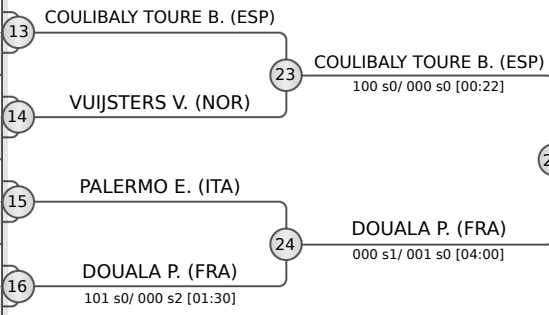 13
COULIBALY TOURE B. (ESP)
23
COULIBALY TOURE B. (ESP)
100 s0/ 000 s0 [00:22]
14
VUIJSTERS V. (NOR)
15
PALERMO E. (ITA)
24
DOUALA P. (FRA)
000 s1/ 001 s0 [04:00]
16
DOUALA P. (FRA)
101 s0/ 000 s2 [01:30]